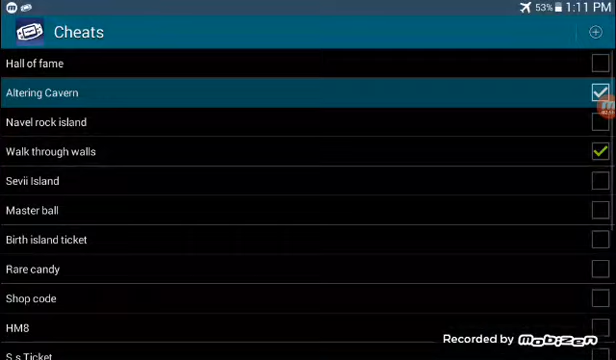 53% 1:11 PM
Cheats
Hall of fame
Altering Cavern
Navel rock island
Walk through walls
Sevii Island
Master ball
Birth island ticket
Rare candy
Shop code
HM8
Recorded by mobizen
S.s Ticket